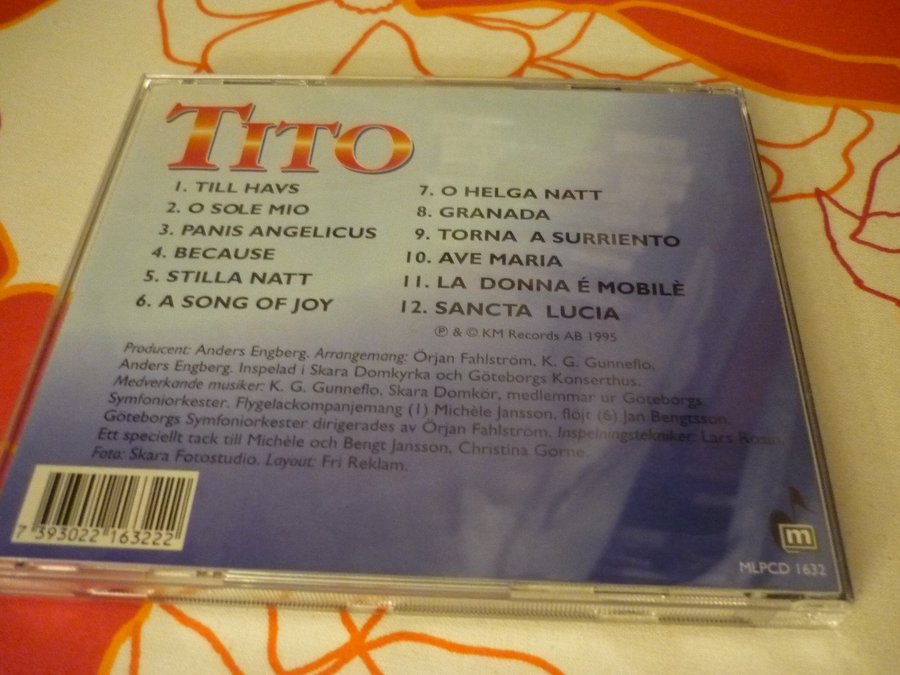 TITO
1. TILL HAVS
2. O SOLE MIO
3. PANIS ANGELICUS
4. BECAUSE
5. STILLA NATT
6. A SONG OF JOY
7. O HELGA NATT
8. GRANADA
9. TORNA A SURRIENTO
10. AVE MARIA
11. LA DONNA É MOBILÈ
12. SANCTA LUCIA
℗ & © KM Records AB 1995
Producent: Anders Engberg. Arrangemang: Örjan Fahlström, K. G. Gunneflo,
Anders Engberg. Inspelad i Skara Domkyrka och Göteborgs Konserthus.
Medverkande musiker: K. G. Gunneflo, Skara Domkör, medlemmar ur Göteborgs
Symfoniorkester. Flygelackompanjemang (1) Michèle Jansson, flöjt (6) Jan Bengtsson.
Göteborgs Symfoniorkester dirigerades av Örjan Fahlström. Inspelningstekniker: Lars
Ett speciellt tack till Michèle och Bengt Jansson, Christina Gorne.
Foto: Skara Fotostudio. Layout: Fri Reklam.
7 393022 163222
m
MLPCD 1632